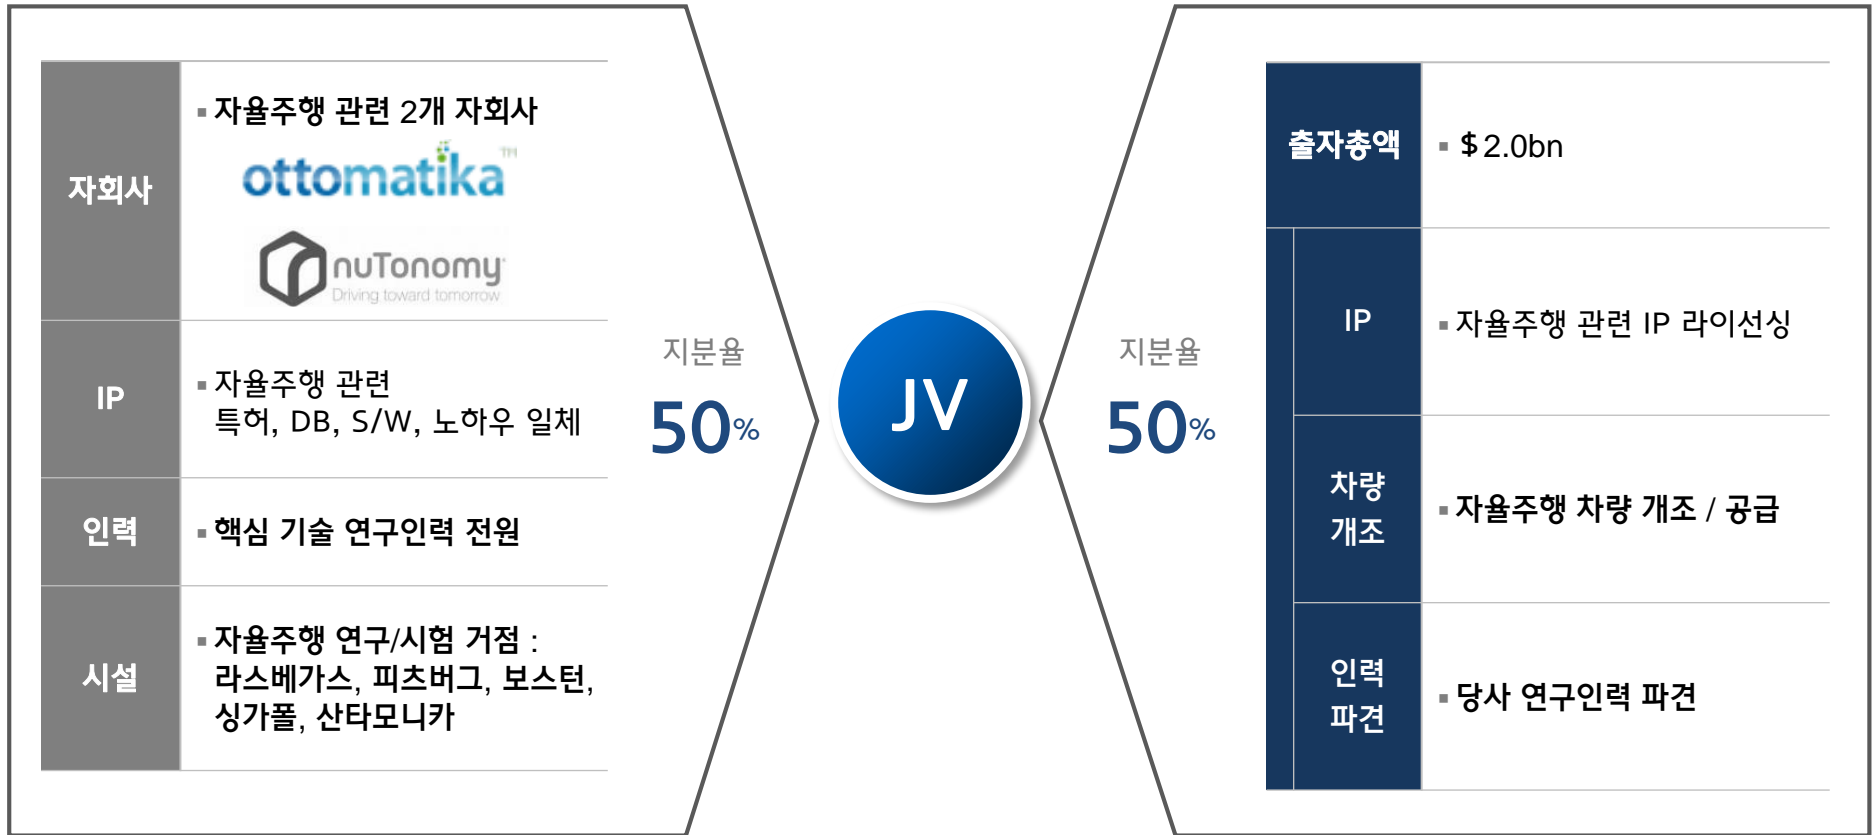 자회사
▪ 자율주행 관련 2개 자회사
ottomatika™
nuTonomy
Driving toward tomorrow
IP
▪ 자율주행 관련
특허, DB, S/W, 노하우 일체
인력
▪ 핵심 기술 연구인력 전원
시설
▪ 자율주행 연구/시험 거점 :
라스베가스, 피츠버그, 보스턴,
싱가폴, 산타모니카
지분율
50%
JV
지분율
50%
출자총액
▪ $2.0bn
IP
▪ 자율주행 관련 IP 라이선싱
차량
개조
▪ 자율주행 차량 개조 / 공급
인력
파견
▪ 당사 연구인력 파견